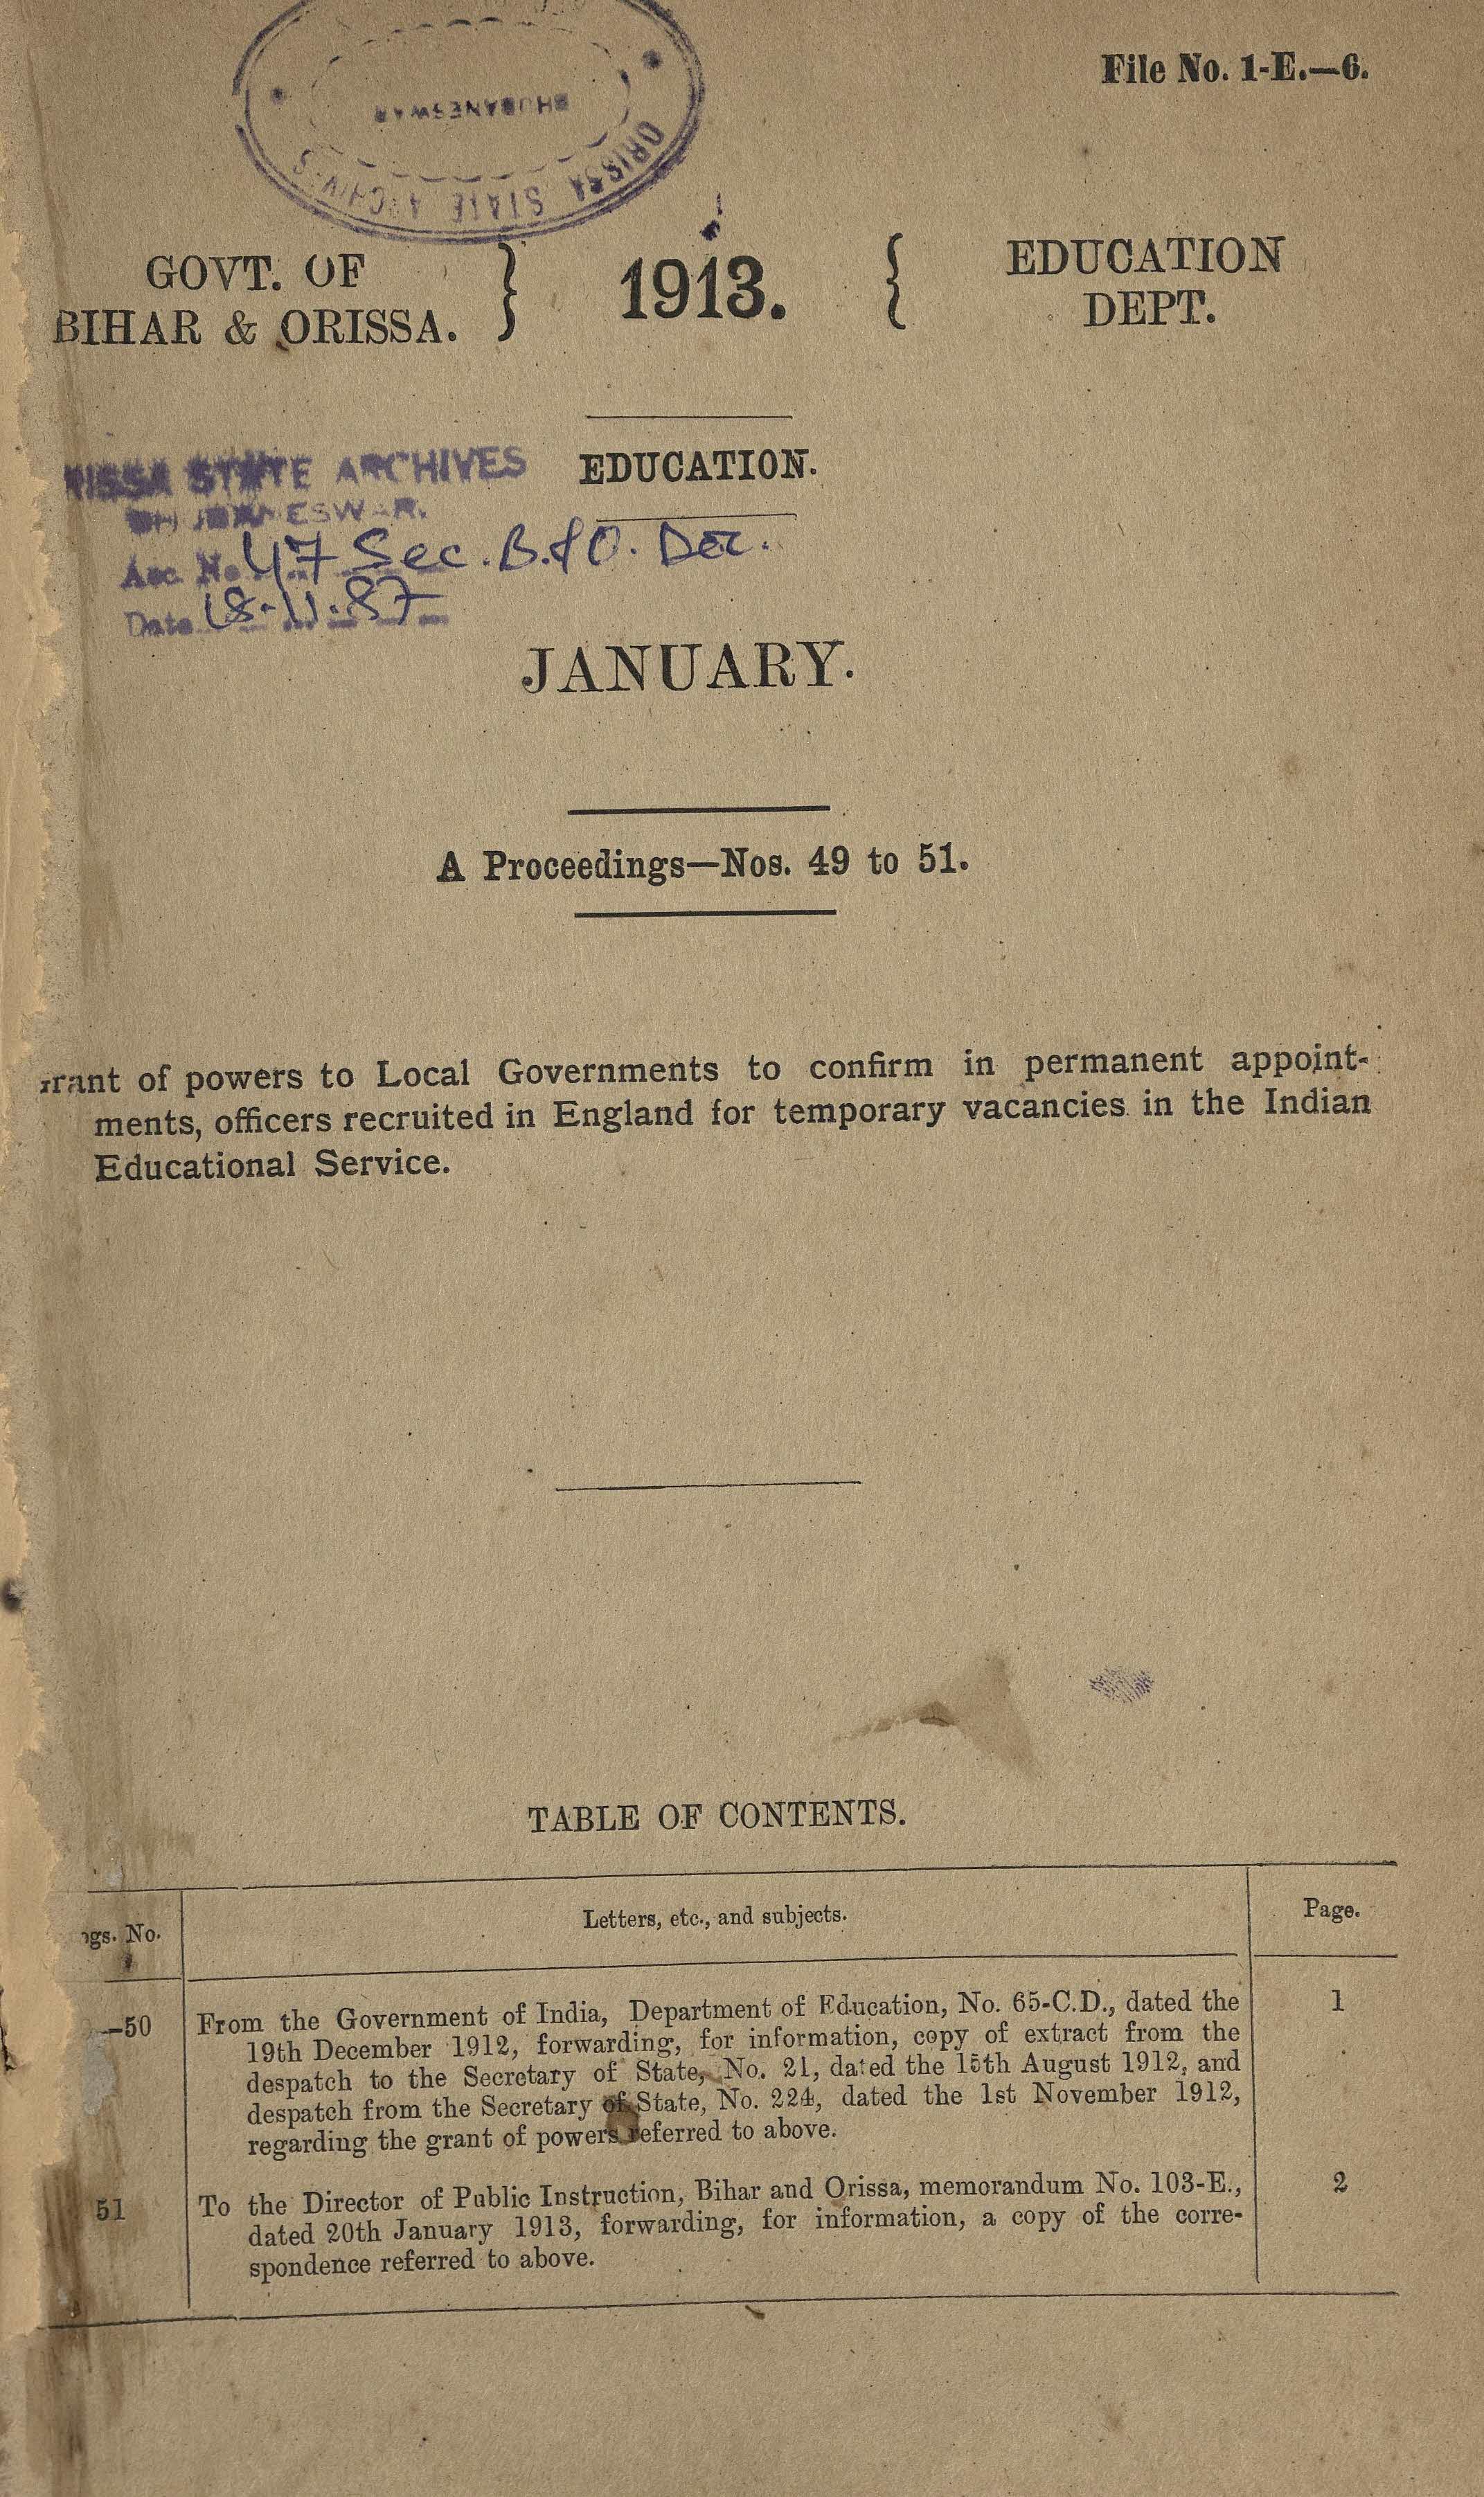 File No. 1-E.—6.
ORISSA STATE ARCHIVES
BHUBANESWAR
GOVT. OF
BIHAR & ORISSA.
} 1913. {
EDUCATION
DEPT.
EDUCATION.
RISSA STATE ARCHIVES
BHUBANESWAR.
Acc. No. 47 Sec. B.&O.
Date 18.11.87
JANUARY.
A Proceedings—Nos. 49 to 51.
rant of powers to Local Governments to confirm in permanent appoint-
ments, officers recruited in England for temporary vacancies in the Indian
Educational Service.
TABLE OF CONTENTS.
gs. No.
Letters, etc., and subjects.
Page.
—50 From the Government of India, Department of Education, No. 65-C.D., dated the 1
19th December 1912, forwarding, for information, copy of extract from the
despatch to the Secretary of State, No. 21, dated the 15th August 1912, and
despatch from the Secretary of State, No. 224, dated the 1st November 1912,
regarding the grant of powers referred to above.
51 To the Director of Public Instruction, Bihar and Orissa, memorandum No. 103-E., 2
dated 20th January 1913, forwarding, for information, a copy of the corre-
spondence referred to above.